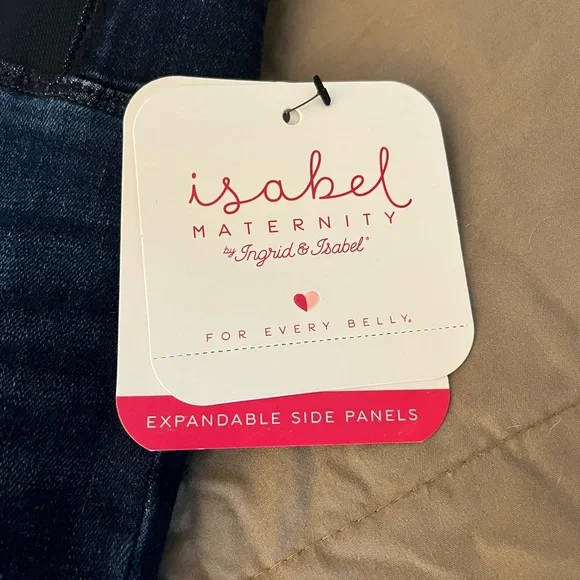 isabel
MATERNITY
by Ingrid & Isabel®
FOR EVERY BELLY®
EXPANDABLE SIDE PANELS